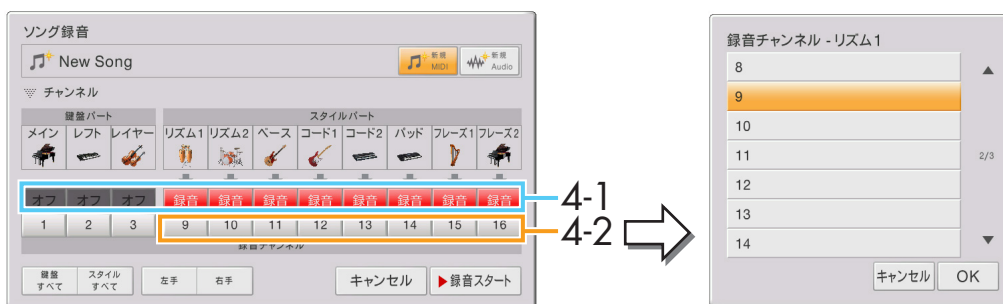 ソング録音
New Song
新規
MIDI
新規
Audio
チャンネル
鍵盤パート スタイルパート
メイン レフト レイヤー リズム1 リズム2 ベース コード1 コード2 パッド フレーズ1 フレーズ2
オフ オフ オフ 録音 録音 録音 録音 録音 録音 録音 録音
4-1
1 2 3 9 10 11 12 13 14 15 16
4-2
録音チャンネル
鍵盤 スタイル
すべて すべて
左手 右手 キャンセル 録音スタート
録音チャンネル - リズム1
8
9
10
11
2/3
12
13
14
キャンセル OK